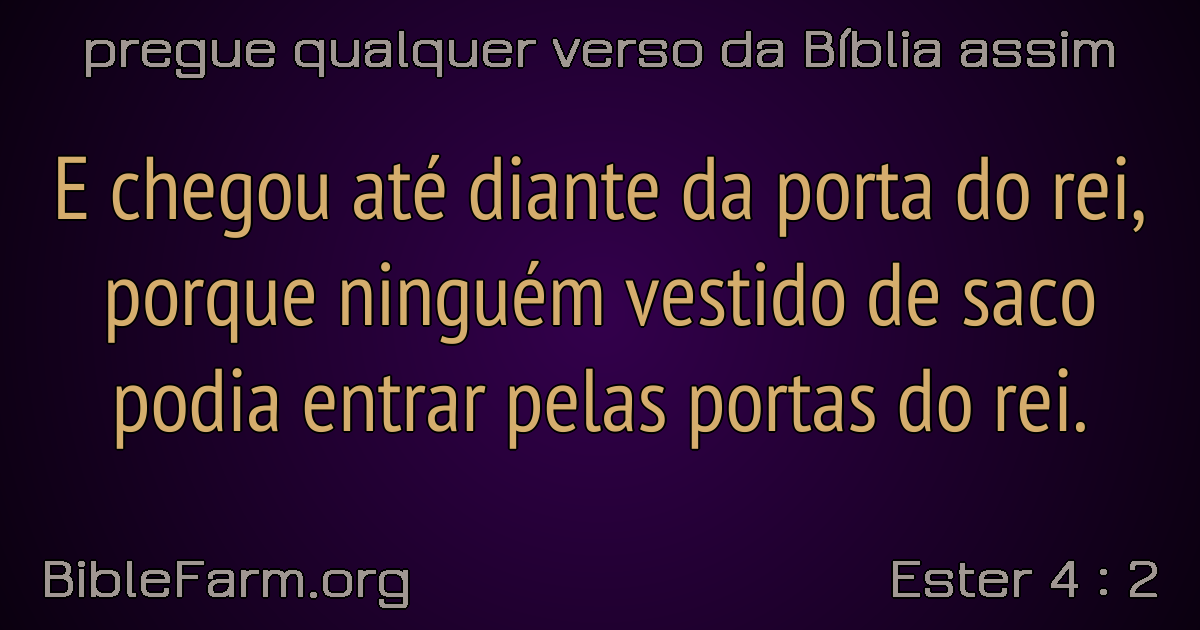 pregue qualquer verso da Bíblia assim
E chegou até diante da porta do rei,
porque ninguém vestido de saco
podia entrar pelas portas do rei.
BibleFarm.org
Ester 4 : 2